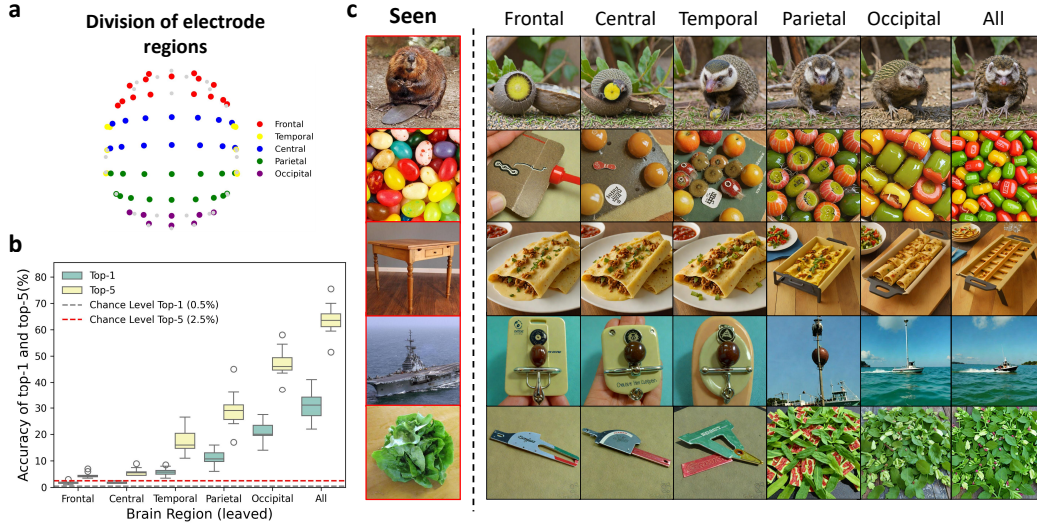 a
Division of electrode
regions
Frontal
Temporal
Central
Parietal
Occipital
b
Accuracy of top-1 and top-5(%)
80
70
60
50
40
30
20
10
0
Top-1
Top-5
Chance Level Top-1 (0.5%)
Chance Level Top-5 (2.5%)
Frontal Central Temporal Parietal Occipital All
Brain Region (leaved)
c
Seen Frontal Central Temporal Parietal Occipital All